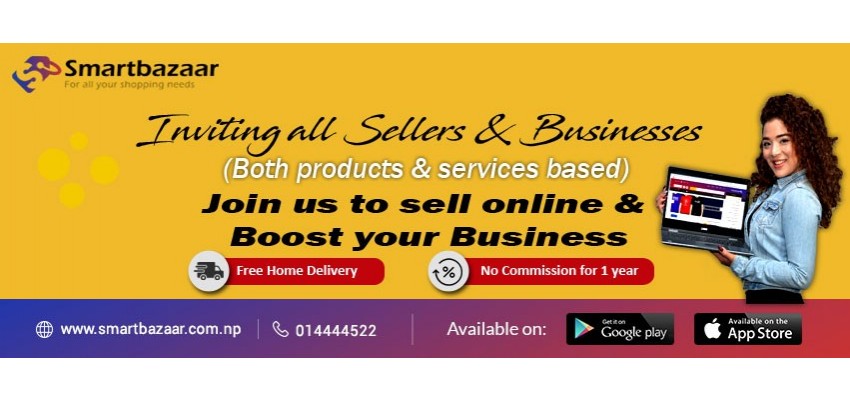 Smartbazaar
For all your shopping needs
Inviting all Sellers & Businesses
(Both products & services based)
Join us to sell online &
Boost your Business
Free Home Delivery
% No Commission for 1 year
www.smartbazaar.com.np
014444522
Available on:
Get it on
Google play
Available on the
App Store